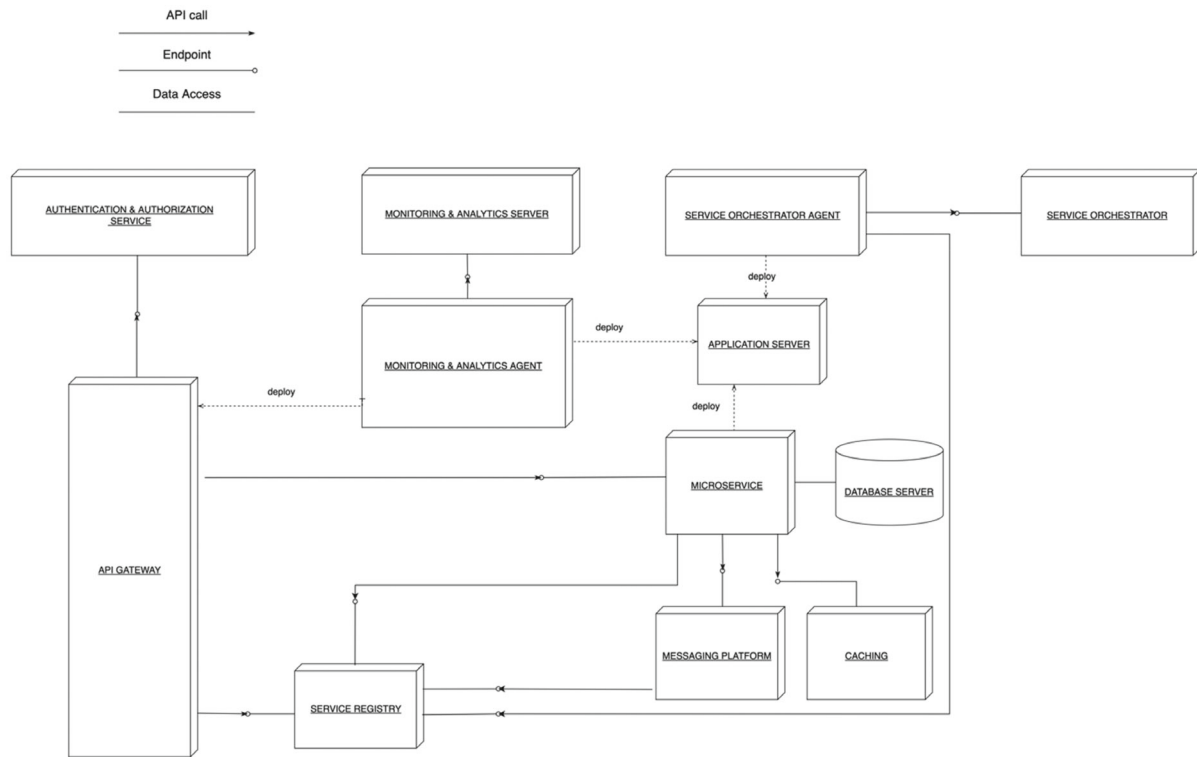 API call
Endpoint
Data Access
AUTHENTICATION & AUTHORIZATION
SERVICE
MONITORING & ANALYTICS SERVER
SERVICE ORCHESTRATOR AGENT
SERVICE ORCHESTRATOR
deploy
deploy
APPLICATION SERVER
MONITORING & ANALYTICS AGENT
deploy
deploy
MICROSERVICE
DATABASE SERVER
API GATEWAY
MESSAGING PLATFORM
CACHING
SERVICE REGISTRY